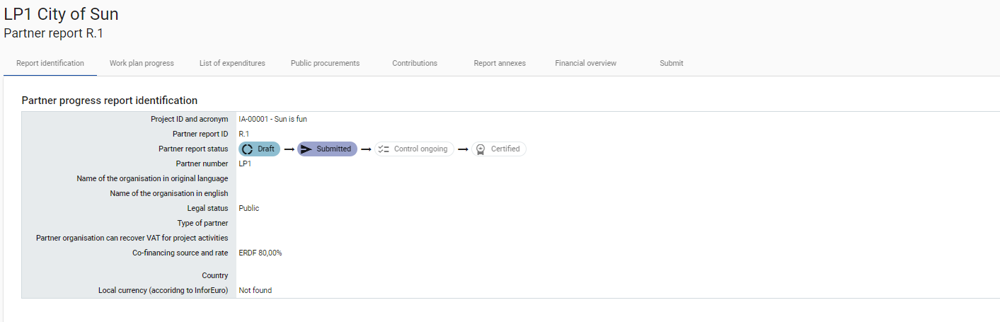 LP1 City of Sun
Partner report R.1
Report identification Work plan progress List of expenditures Public procurements Contributions Report annexes Financial overview Submit
Partner progress report identification
Project ID and acronym IA-00001 - Sun is fun
Partner report ID R.1
Partner report status Draft → Submitted → Control ongoing → Certified
Partner number LP1
Name of the organisation in original language
Name of the organisation in english
Legal status Public
Type of partner
Partner organisation can recover VAT for project activities
Co-financing source and rate ERDF 80,00%
Country
Local currency (accoridng to InforEuro) Not found